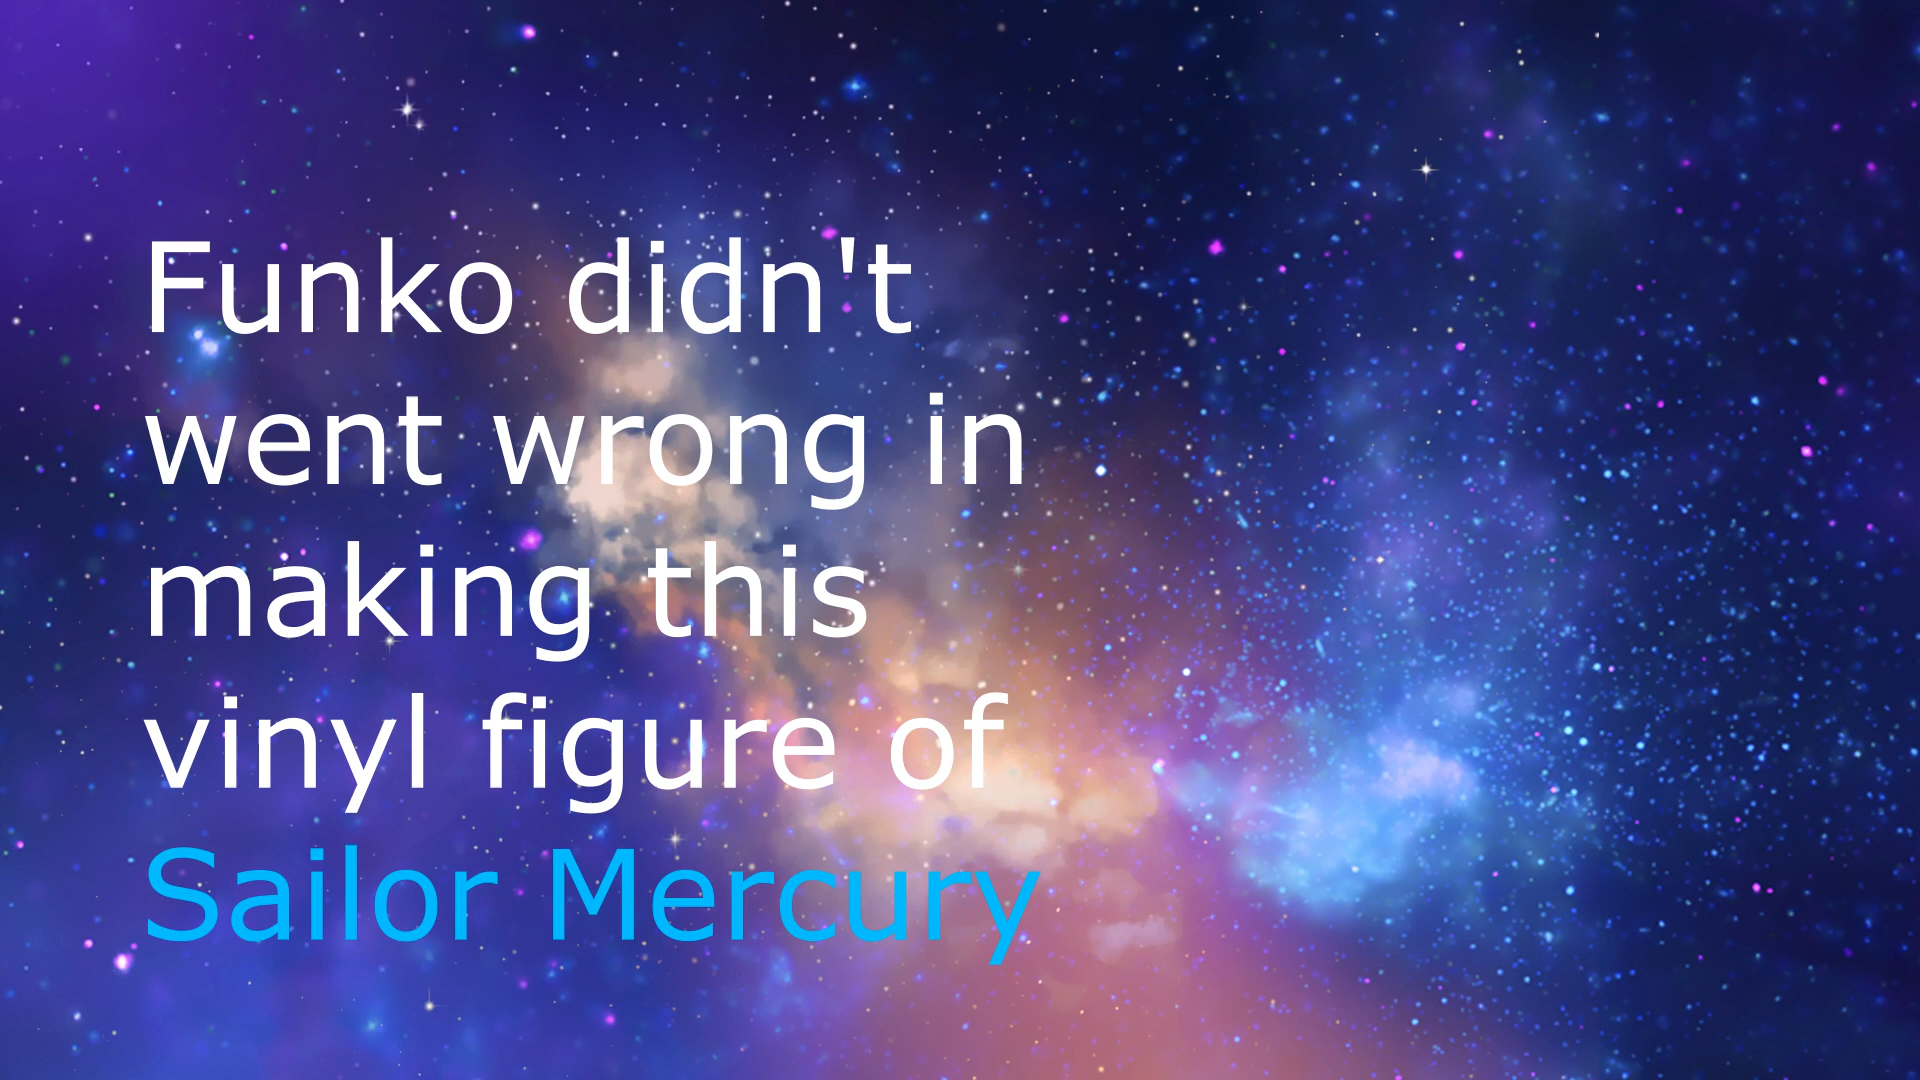 Funko didn't
went wrong in
making this
vinyl figure of
Sailor Mercury